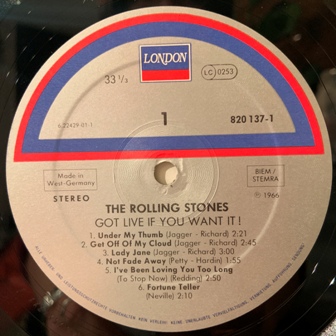 LONDON
33 1/3
LC 0253
6.22429-01-1
1
820 137-1
Made in
West-Germany
BIEM/
STEMRA
STEREO
℗ 1966
THE ROLLING STONES
GOT LIVE IF YOU WANT IT!
1. Under My Thumb (Jagger - Richard) 2:21
2. Get Off Of My Cloud (Jagger - Richard) 2:45
3. Lady Jane (Jagger - Richard) 3:00
4. Not Fade Away (Petty - Hardin) 1:55
5. I've Been Loving You Too Long
(To Stop Now) (Redding) 2:50
6. Fortune Teller
(Neville) 2:10